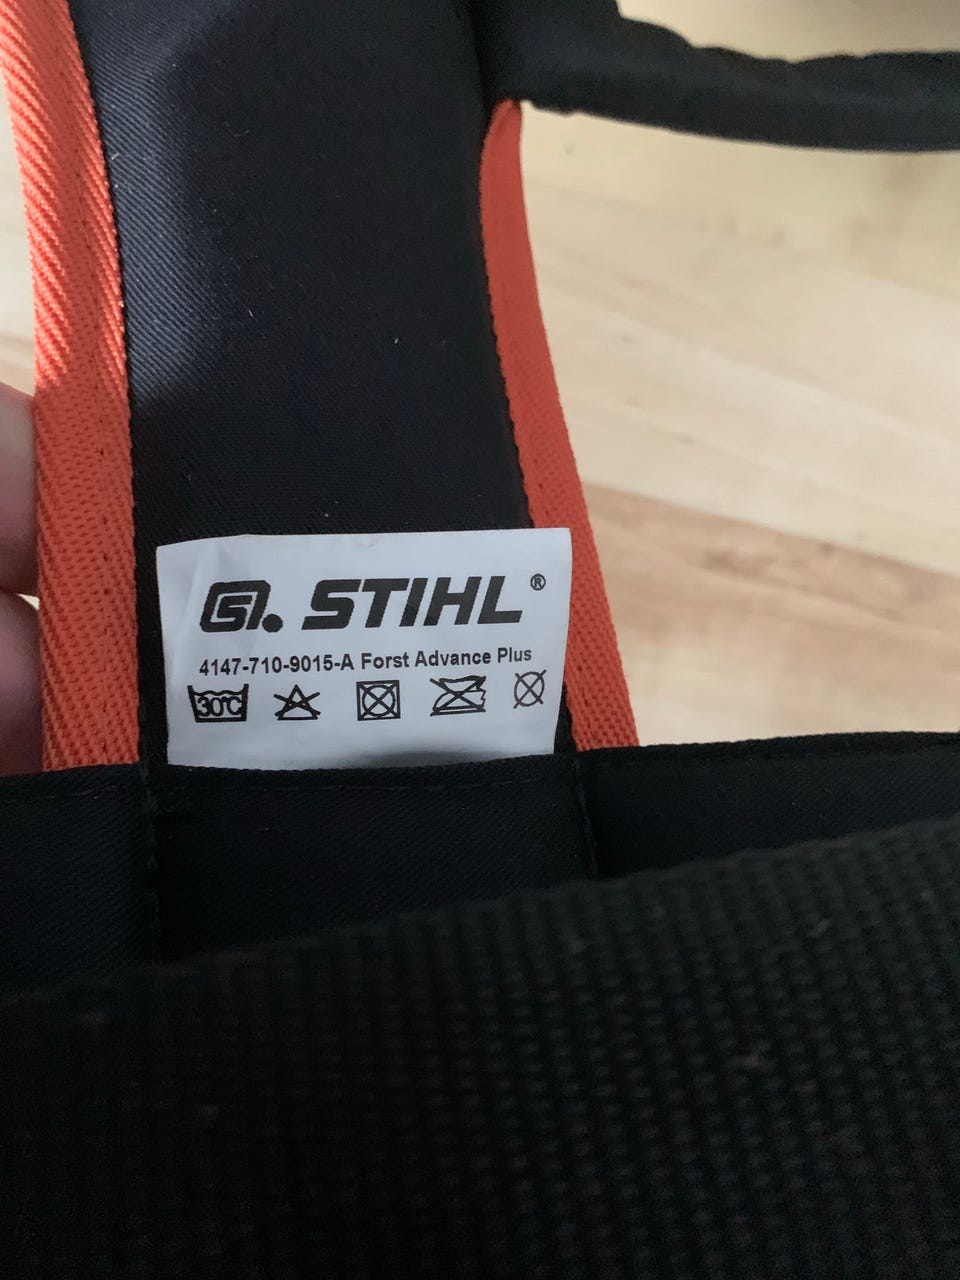 STIHL®
4147-710-9015-A Forst Advance Plus
30°C